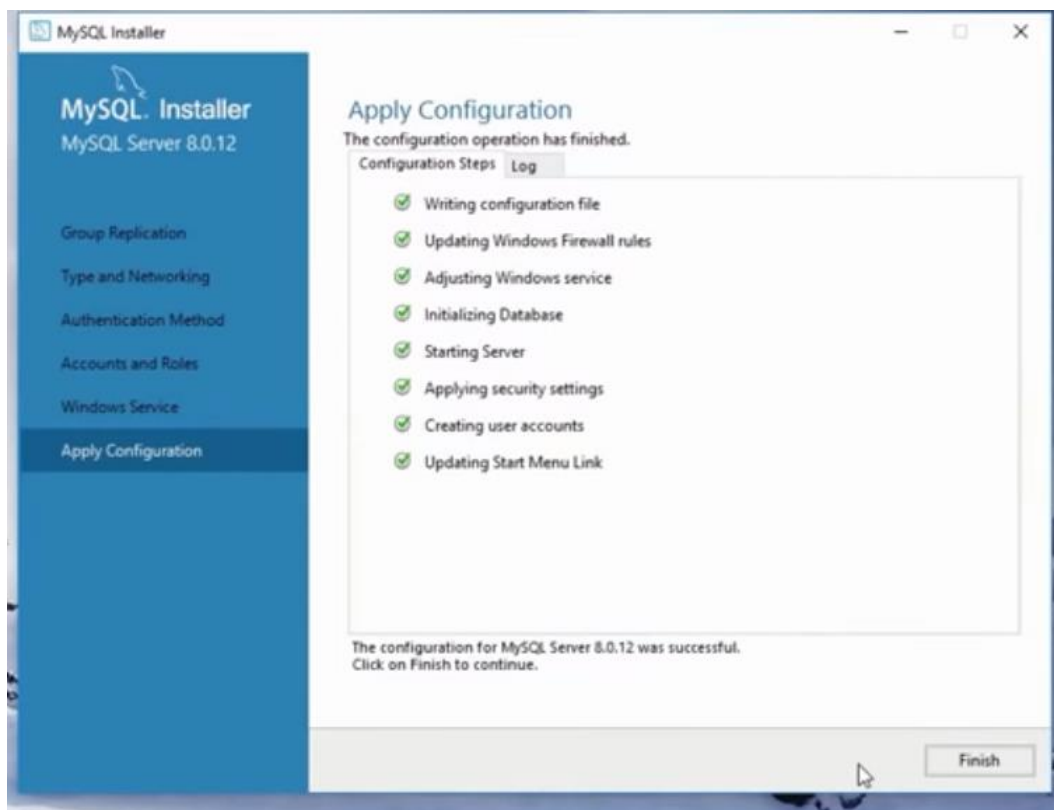 MySQL Installer
MySQL. Installer
MySQL Server 8.0.12
Group Replication
Type and Networking
Authentication Method
Accounts and Roles
Windows Service
Apply Configuration
Apply Configuration
The configuration operation has finished.
Configuration Steps Log
Writing configuration file
Updating Windows Firewall rules
Adjusting Windows service
Initializing Database
Starting Server
Applying security settings
Creating user accounts
Updating Start Menu Link
The configuration for MySQL Server 8.0.12 was successful.
Click on Finish to continue.
Finish